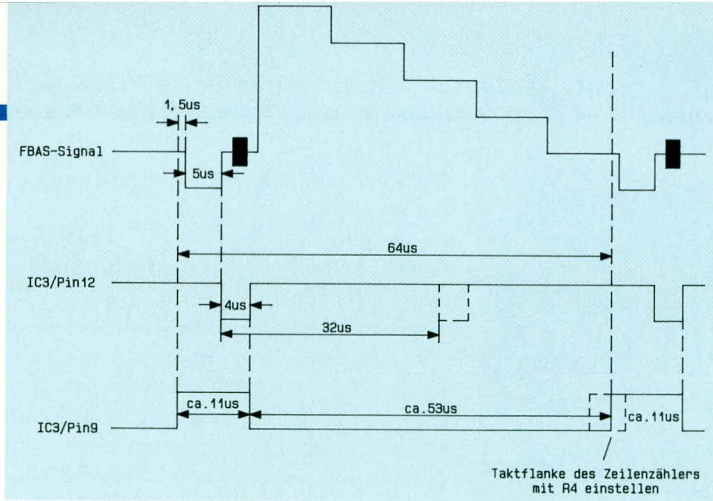 1,5us
FBAS-Signal
5us
64us
IC3/Pin12
4us
32us
ca.11us
ca.53us
ca.11us
IC3/Pin9
Taktflanke des Zeilenzählers
mit R4 einstellen